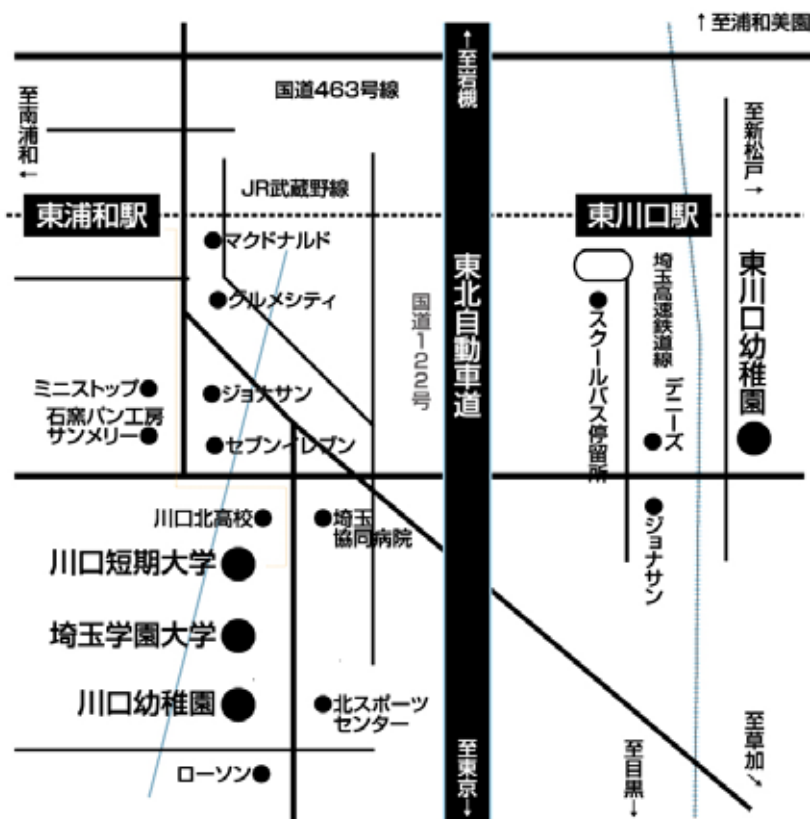 ↑至浦和美園
↑至岩槻
国道463号線
至南浦和←
至新松戸→
JR武蔵野線
東浦和駅
東川口駅
マクドナルド
グルメシティ
国道122号
東北自動車道
スクールバス停留所
埼玉高速鉄道線
デニーズ
東川口幼稚園
ミニストップ
石窯パン工房
サンメリー
ジョナサン
セブンイレブン
川口北高校
埼玉
協同病院
ジョナサン
川口短期大学
埼玉学園大学
川口幼稚園
北スポーツ
センター
ローソン
至東京→
至目黒→
至草加→